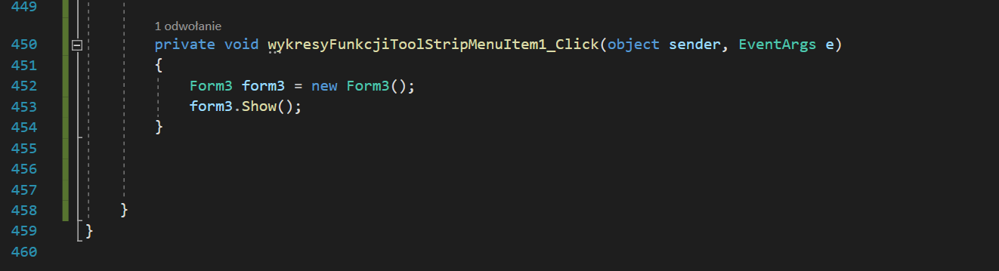 449
1 odwołanie
450 private void wykresyFunkcjiToolStripMenuItem1_Click(object sender, EventArgs e)
451 {
452 Form3 form3 = new Form3();
453 form3.Show();
454 }
455
456
457
458 }
459 }
460